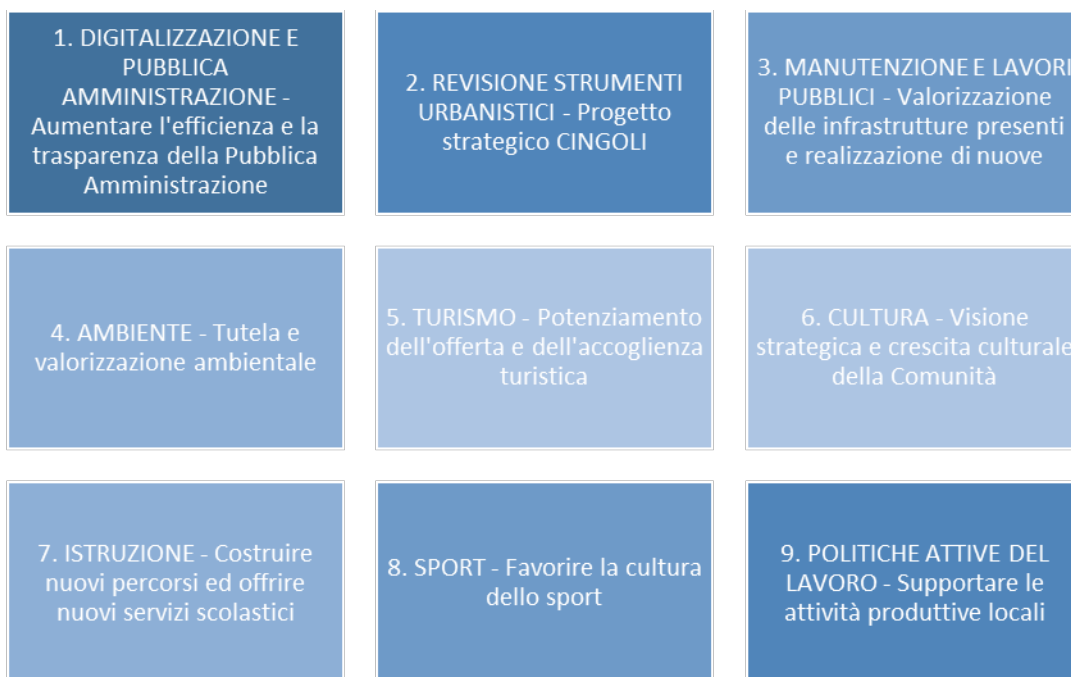 1. DIGITALIZZAZIONE E
PUBBLICA
AMMINISTRAZIONE -
Aumentare l'efficienza e la
trasparenza della Pubblica
Amministrazione
2. REVISIONE STRUMENTI
URBANISTICI - Progetto
strategico CINGOLI
3. MANUTENZIONE E LAVORI
PUBBLICI - Valorizzazione
delle infrastrutture presenti
e realizzazione di nuove
4. AMBIENTE - Tutela e
valorizzazione ambientale
5. TURISMO - Potenziamento
dell'offerta e dell'accoglienza
turistica
6. CULTURA - Visione
strategica e crescita culturale
della Comunità
7. ISTRUZIONE - Costruire
nuovi percorsi ed offrire
nuovi servizi scolastici
8. SPORT - Favorire la cultura
dello sport
9. POLITICHE ATTIVE DEL
LAVORO - Supportare le
attività produttive locali